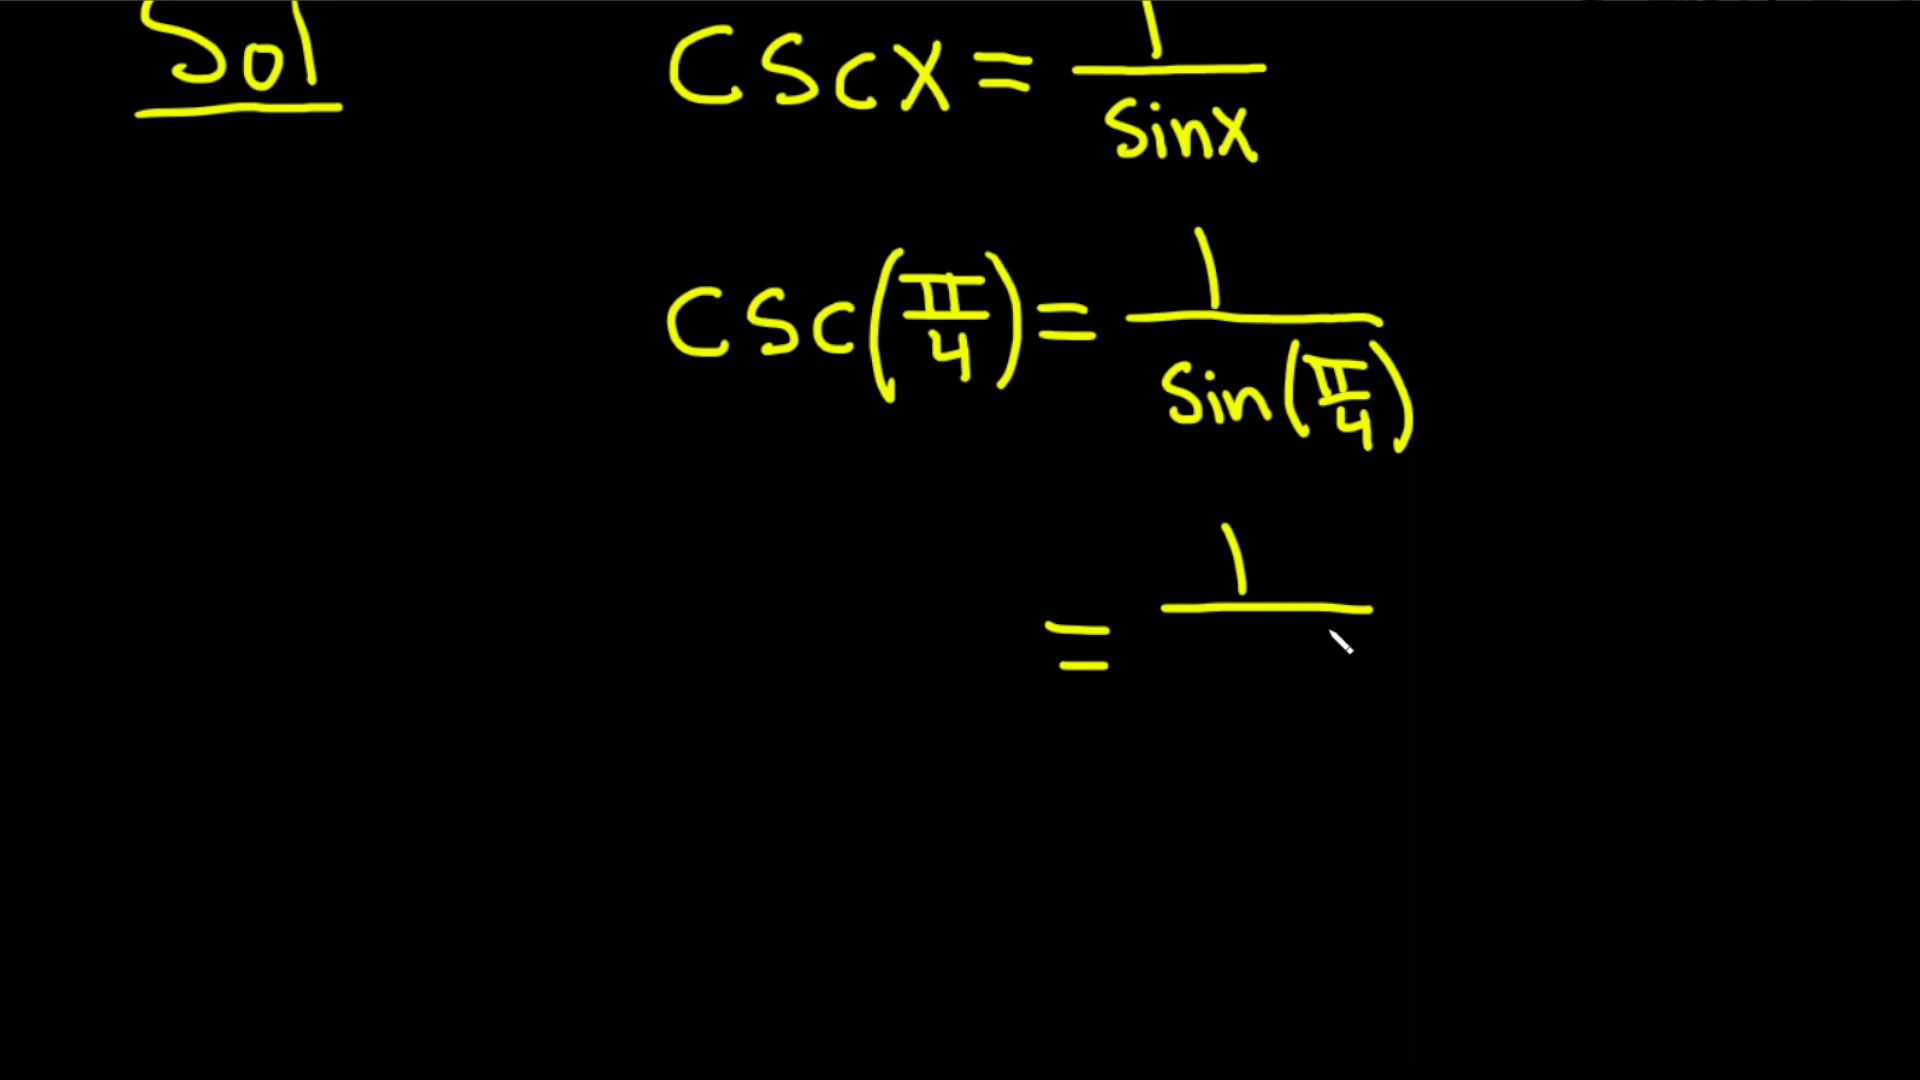 Sol
cscx = 1/sinx
csc(π/4) = 1/sin(π/4)
= 1/